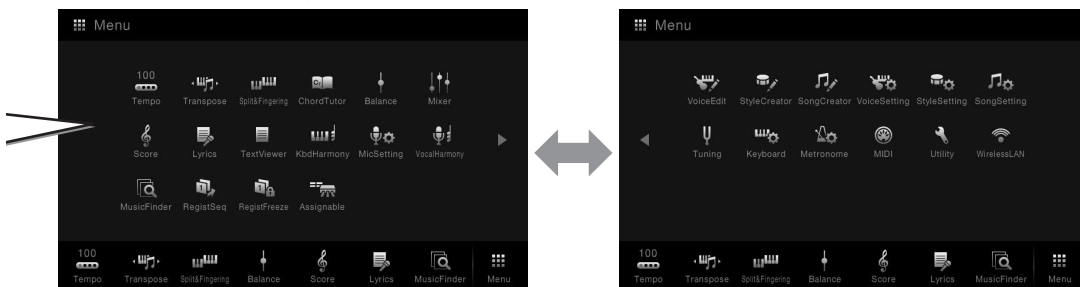 Menu
100
Tempo Transpose Split&Fingering ChordTutor Balance Mixer
Score Lyrics TextViewer KbdHarmony MicSetting VocalHarmony
MusicFinder RegistSeq RegistFreeze Assignable
100
Tempo Transpose Split&Fingering Balance Score Lyrics MusicFinder Menu
Menu
VoiceEdit StyleCreator SongCreator VoiceSetting StyleSetting SongSetting
Tuning Keyboard Metronome MIDI Utility WirelessLAN
100
Tempo Transpose Split&Fingering Balance Score Lyrics MusicFinder Menu